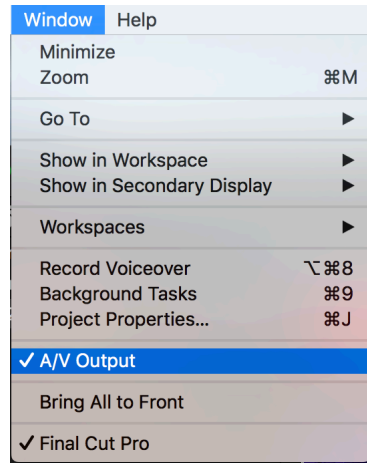 Window Help
Minimize
Zoom ⌘M
Go To ▶
Show in Workspace ▶
Show in Secondary Display ▶
Workspaces ▶
Record Voiceover ⌥⌘8
Background Tasks ⌘9
Project Properties... ⌘J
✓ A/V Output
Bring All to Front
✓ Final Cut Pro